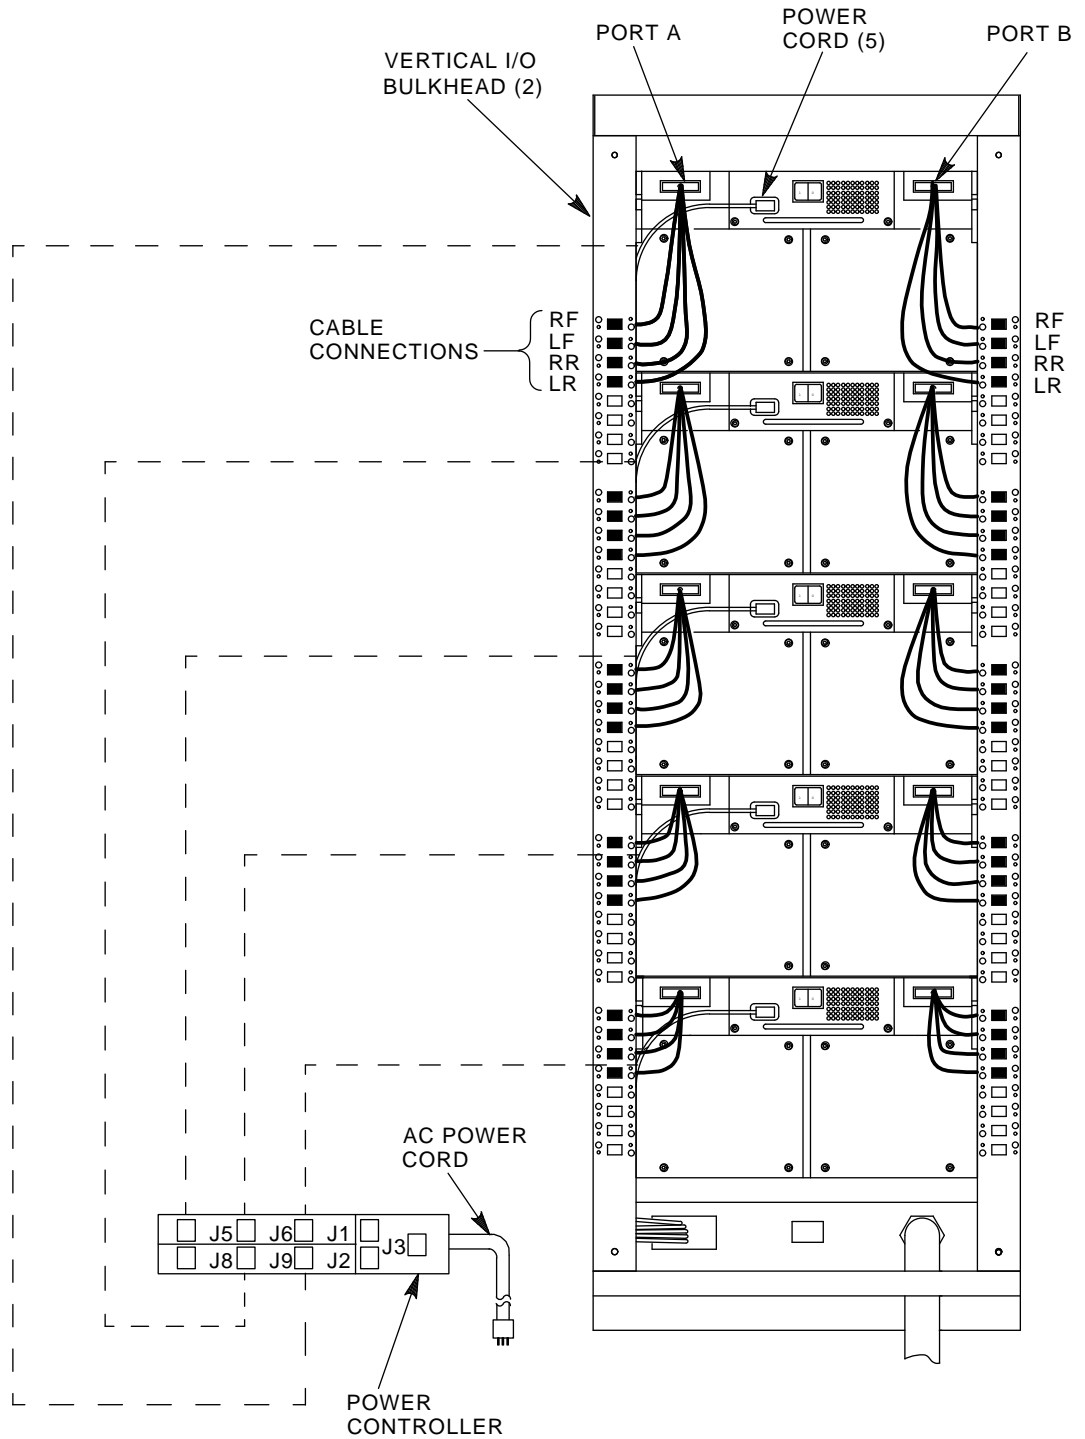 PORT A
POWER
CORD (5)
PORT B
VERTICAL I/O
BULKHEAD (2)
CABLE
CONNECTIONS
RF
LF
RR
LR
RF
LF
RR
LR
AC POWER
CORD
J5 J6 J1
J3
J8 J9 J2
POWER
CONTROLLER